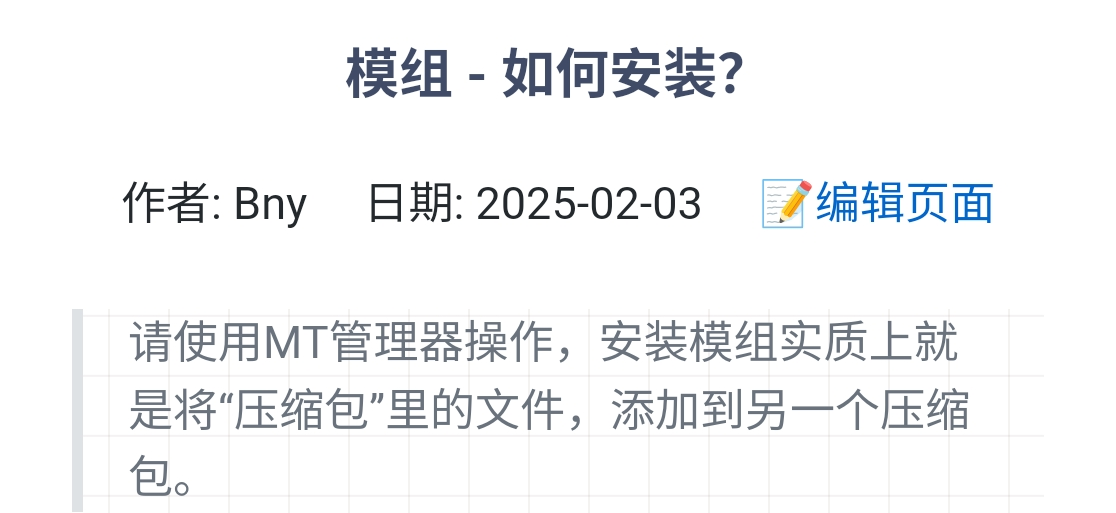 模组 - 如何安装？
作者: Bny 日期: 2025-02-03 📝编辑页面
请使用MT管理器操作，安装模组实质上就
是将“压缩包”里的文件，添加到另一个压缩
包。